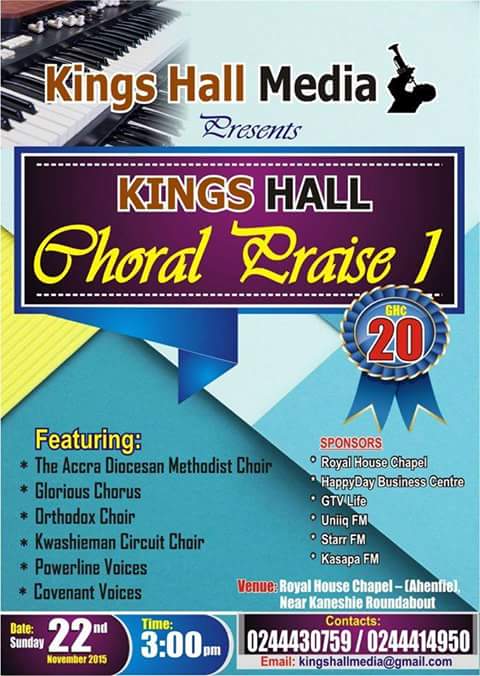 Kings Hall Media
Presents
KINGS HALL
Choral Praise 1
GHC
20
Featuring:
* The Accra Diocesan Methodist Choir
* Glorious Chorus
* Orthodox Choir
* Kwashieman Circuit Choir
* Powerline Voices
* Covenant Voices
SPONSORS
* Royal House Chapel
* HappyDay Business Centre
* GTV Life
* Uniiq FM
* Starr FM
* Kasapa FM
Venue: Royal House Chapel – (Ahenfie),
Near Kaneshie Roundabout
Date: Sunday 22nd November 2015
Time: 3:00pm
Contacts:
0244430759 / 0244414950
Email: kingshallmedia@gmail.com